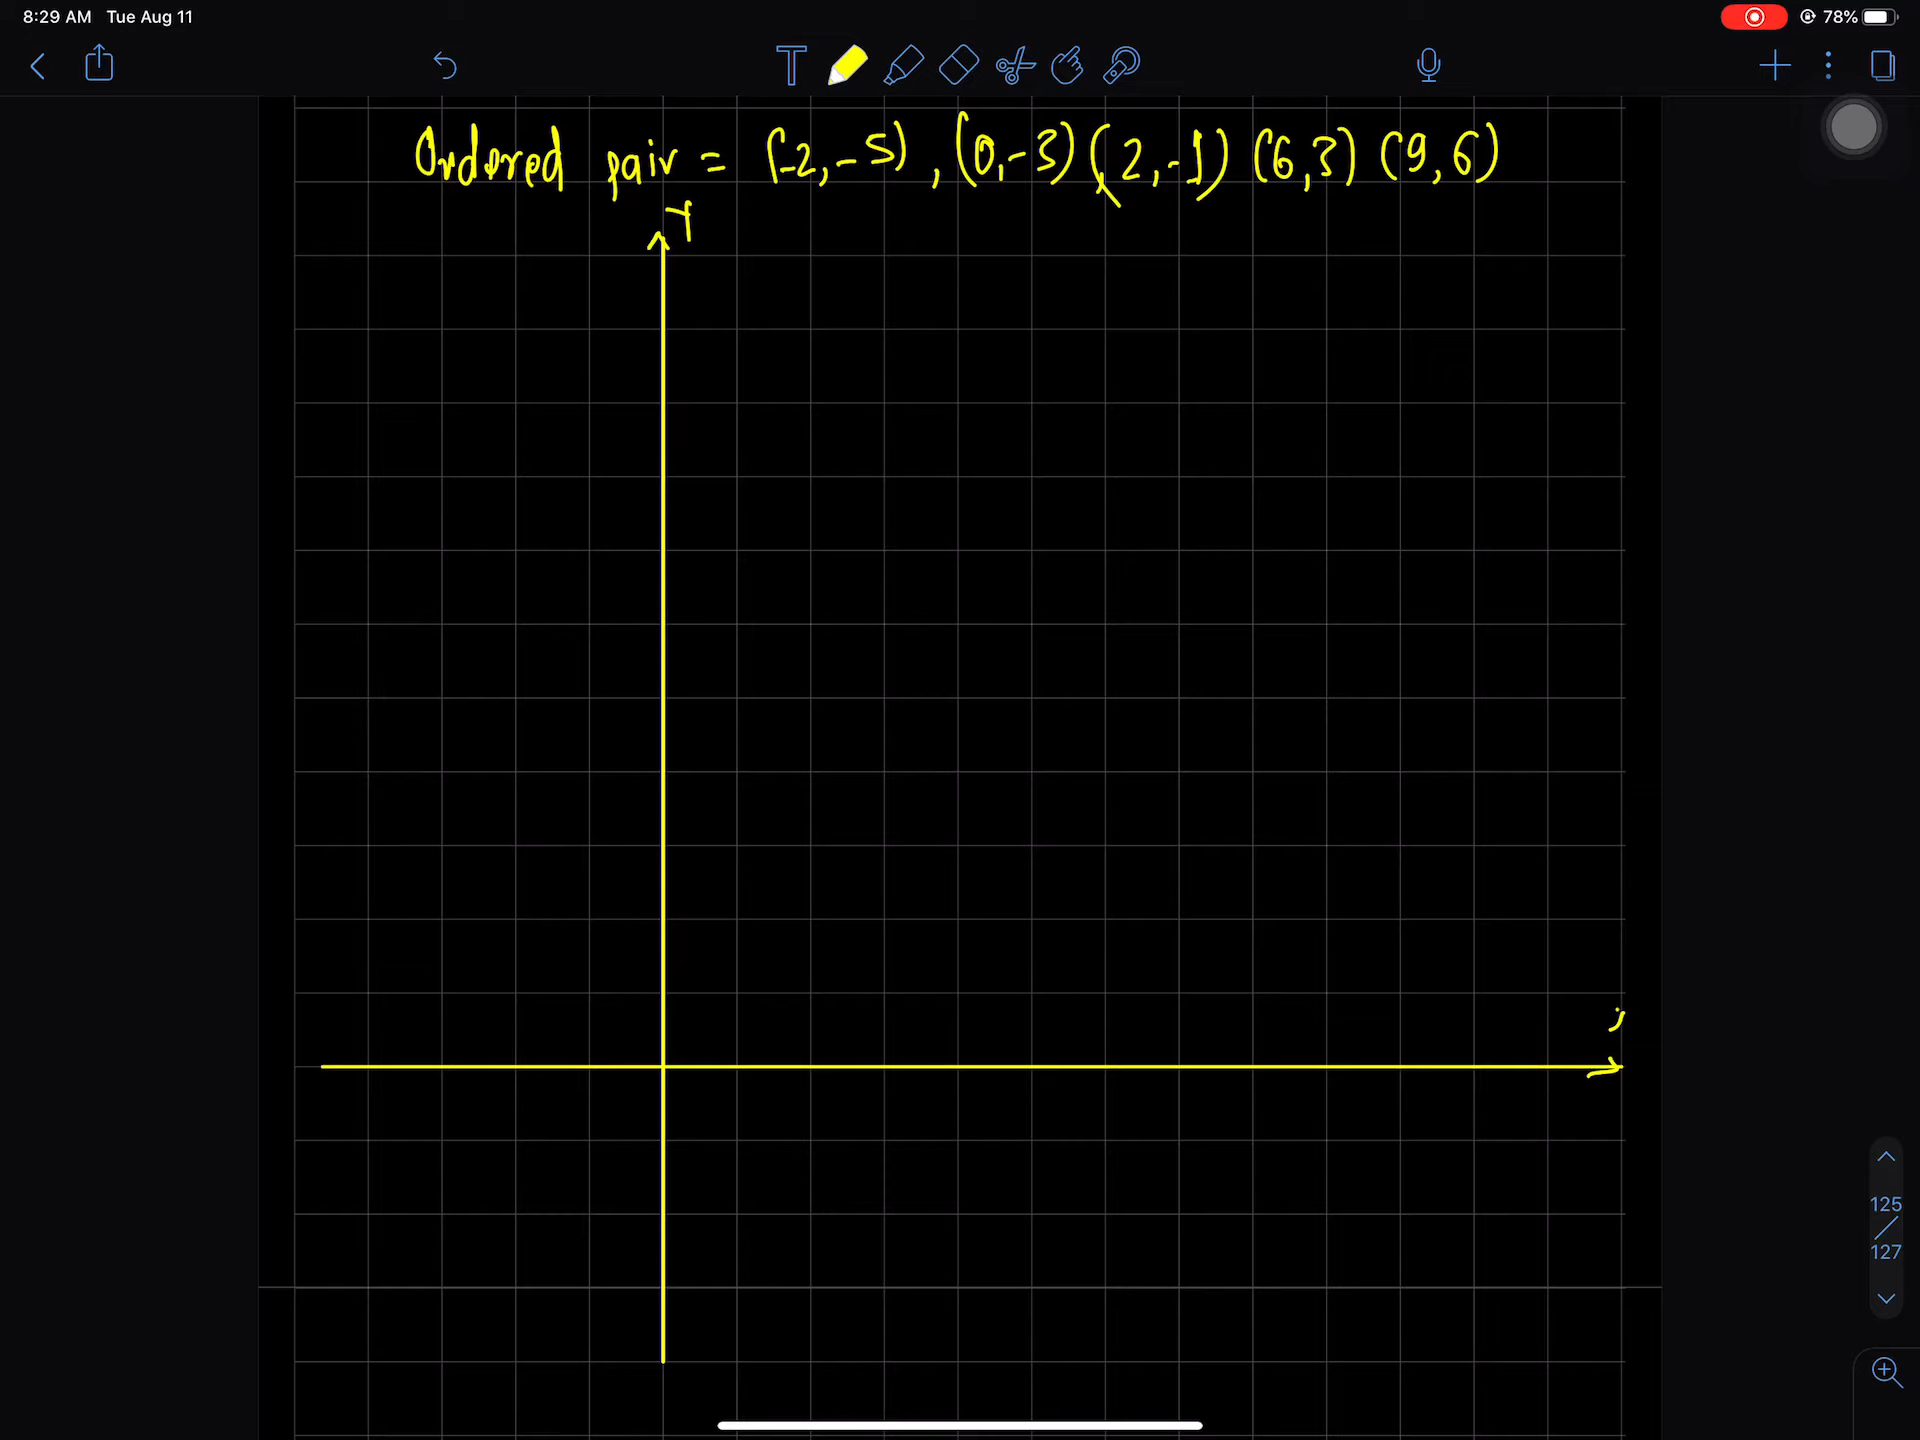 8:29 AM Tue Aug 11
78%
T
Ordered pair = (-2,-5) , (0,-3) (2,-1) (6,3) (9,6)
Y
125
127